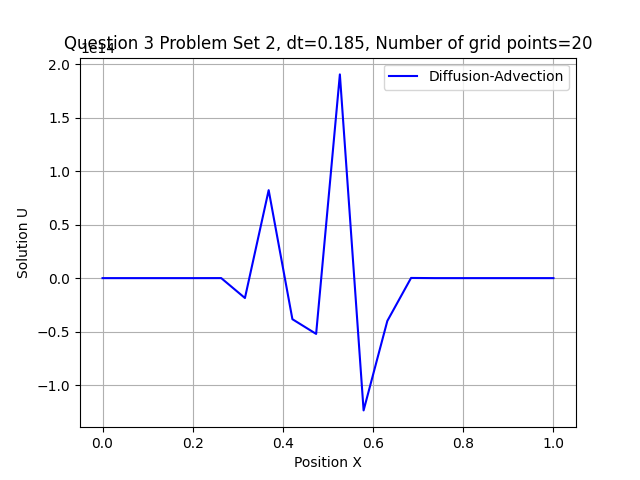 Question 3 Problem Set 2, dt=0.185, Number of grid points=20
1e14
Diffusion-Advection
2.0
1.5
1.0
0.5
0.0
−0.5
−1.0
Solution U
0.0 0.2 0.4 0.6 0.8 1.0
Position X